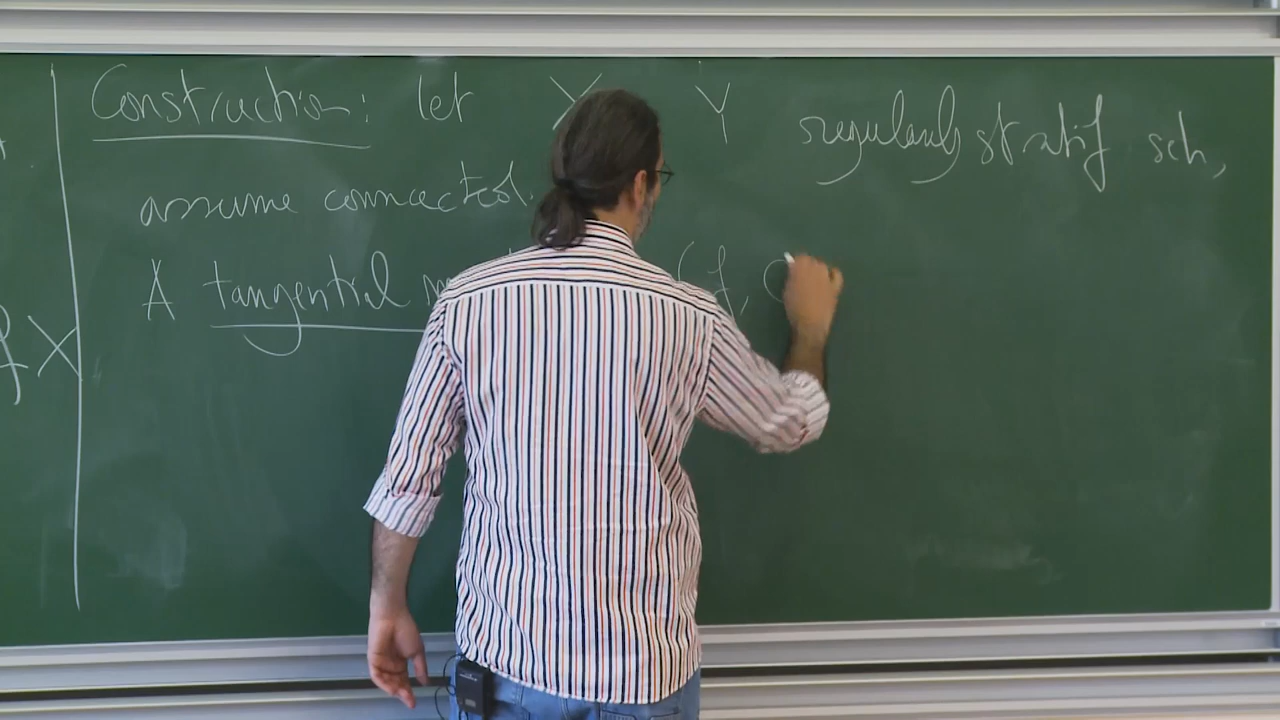 Construction: let X Y regularly stratif sch,
assume connected.
A tangential (f,
X